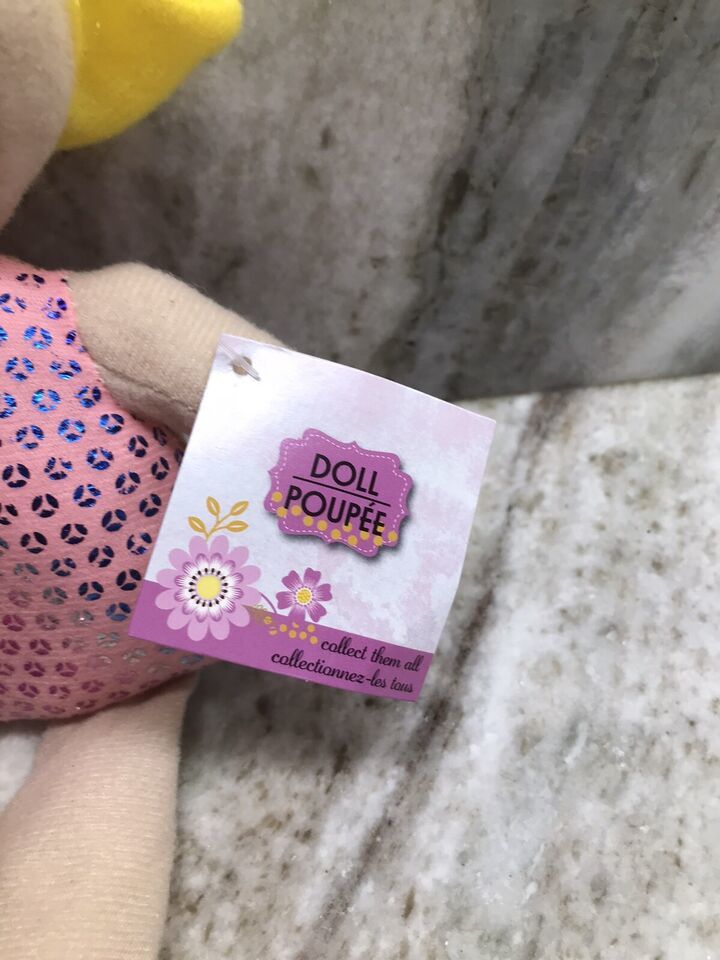 DOLL
POUPÉE
collect them all
collectionnez-les tous